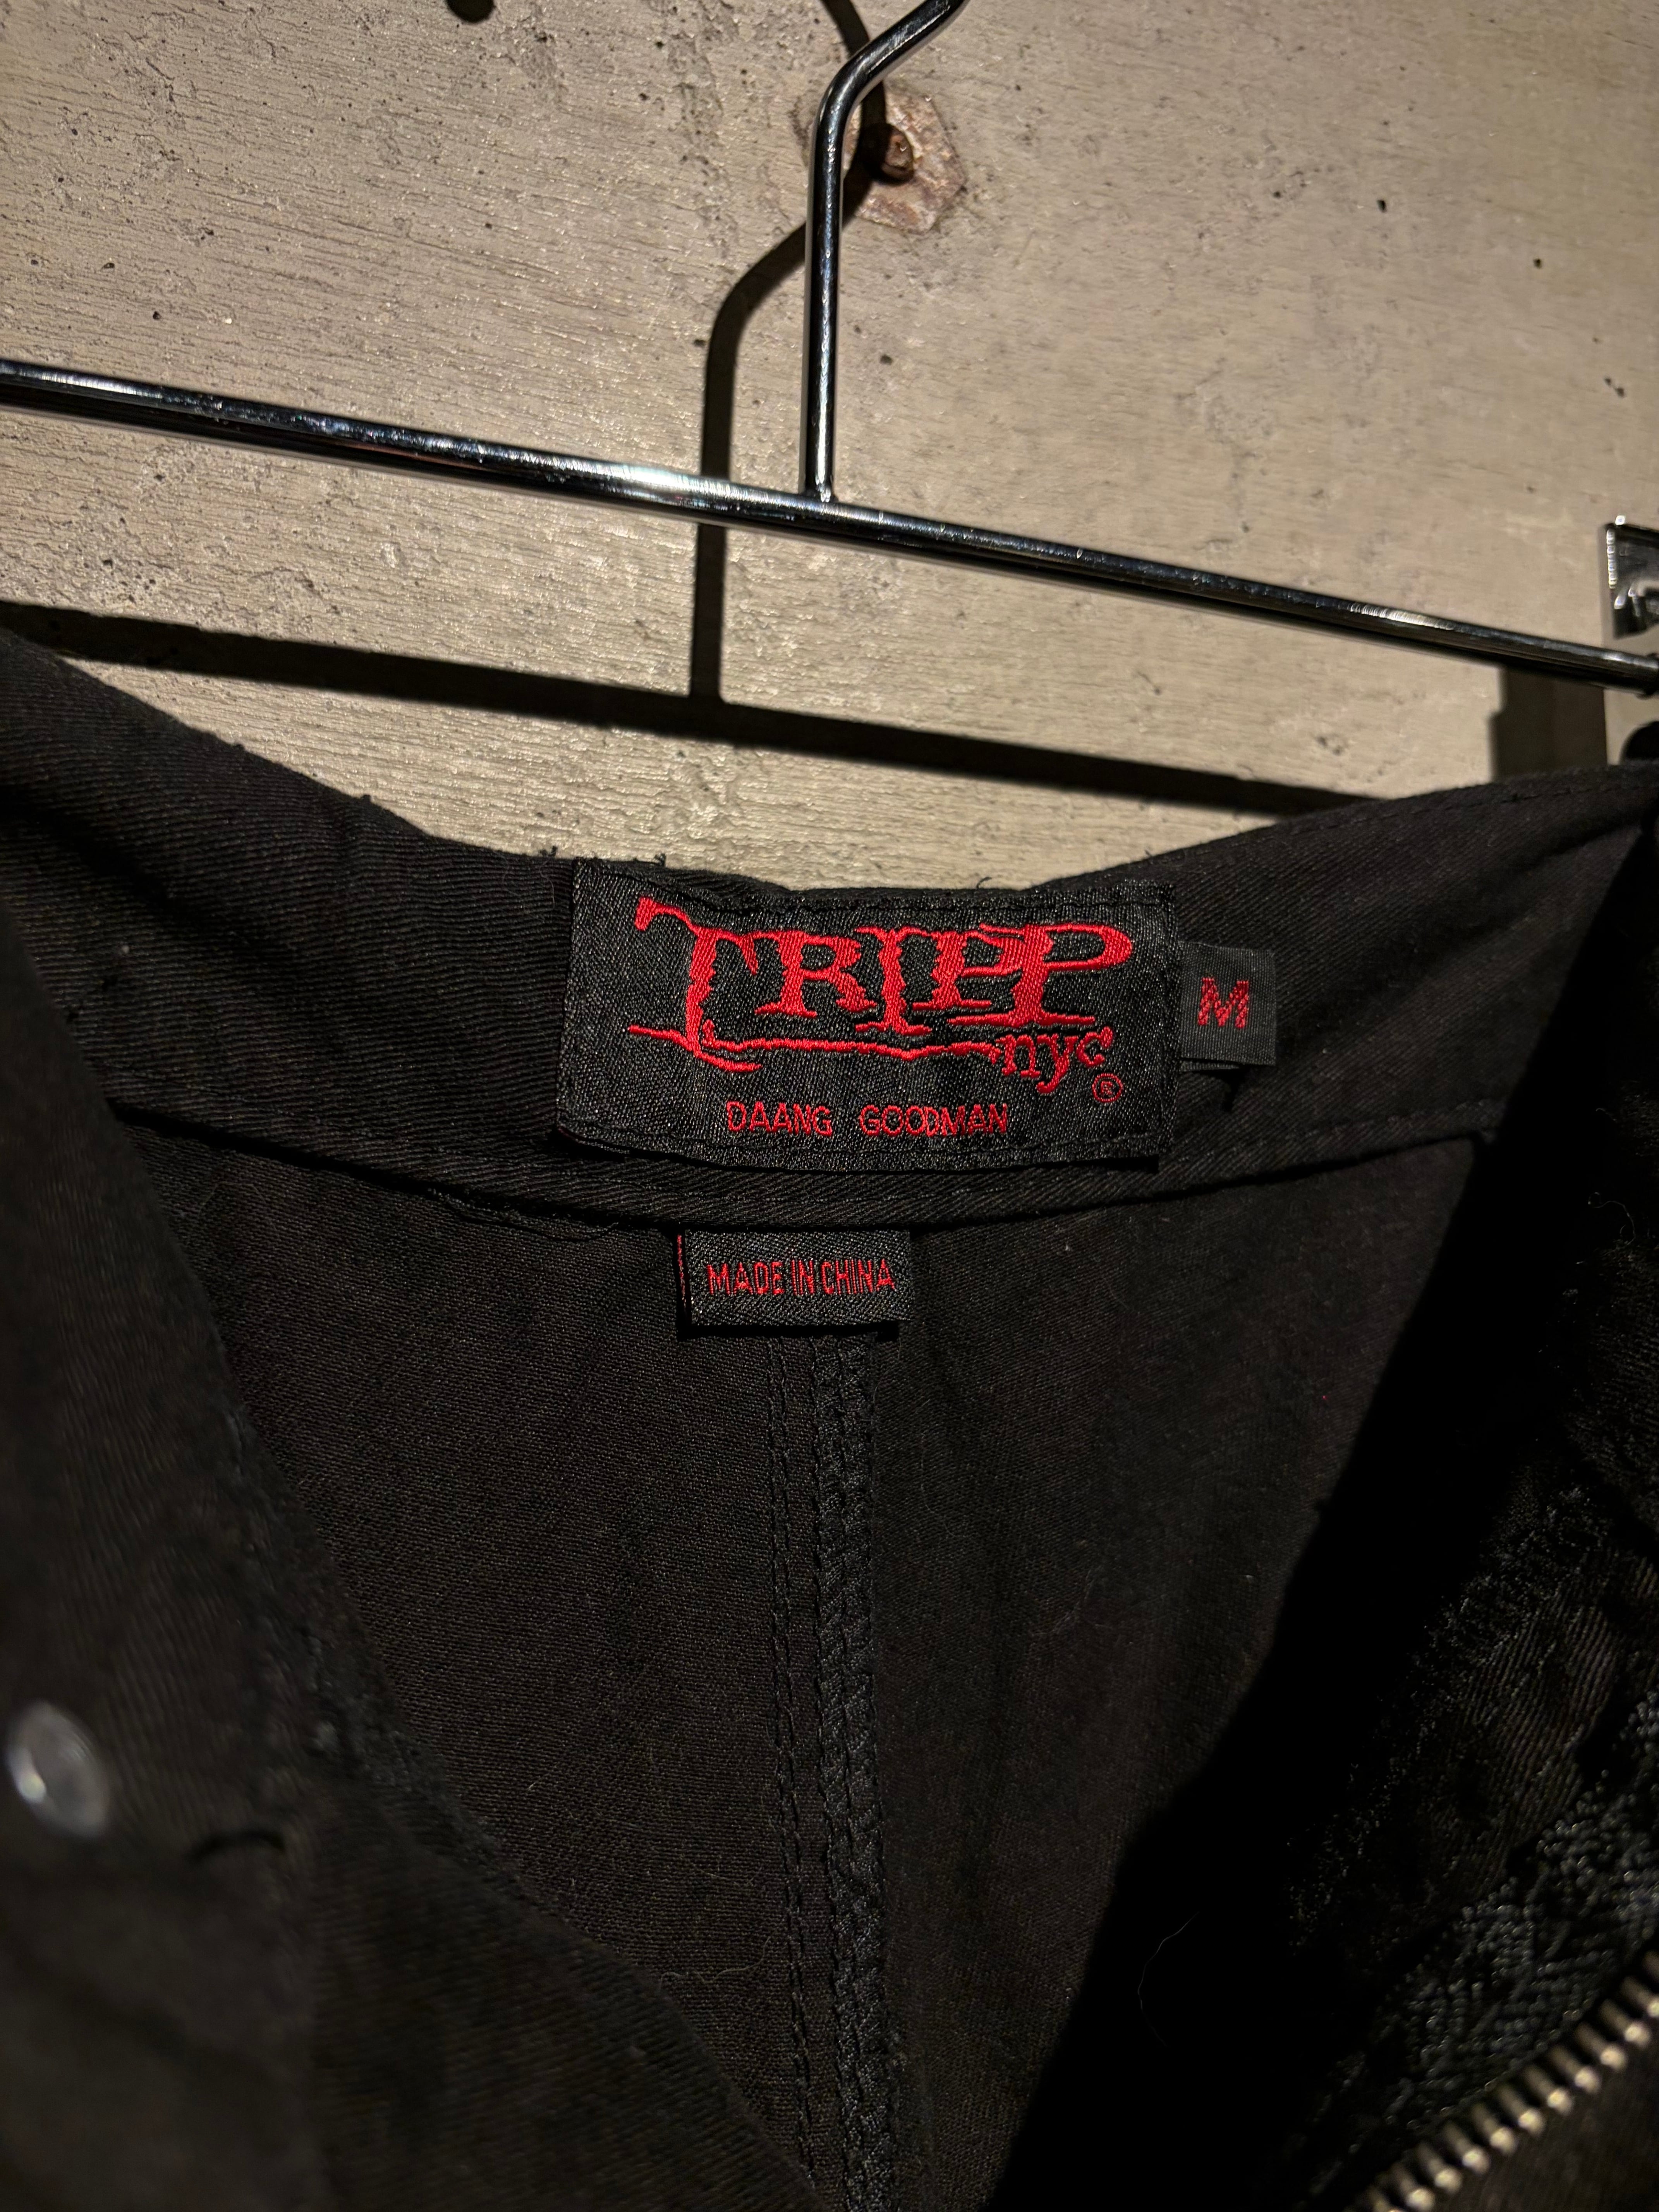 TRIPP
nyc®
M
DAANG GOODMAN
MADE IN CHINA